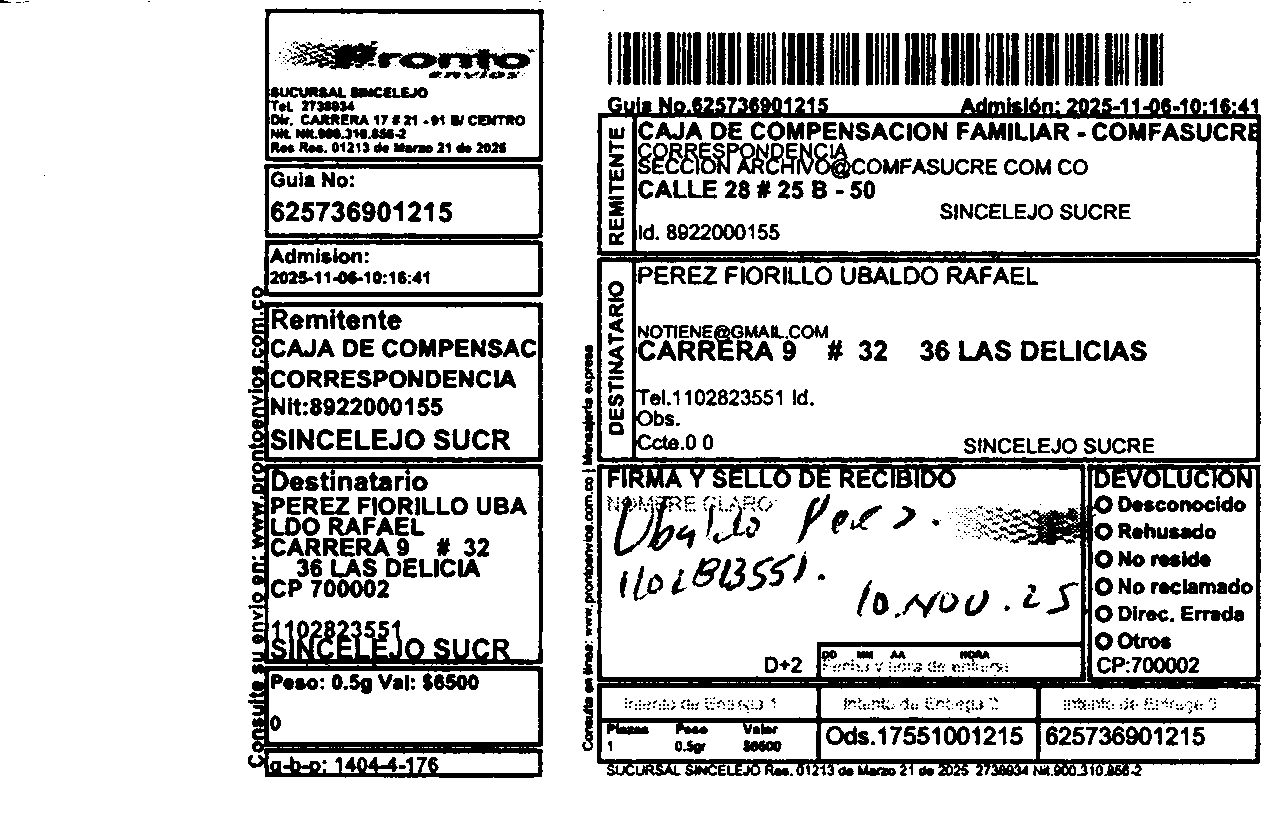 Pronto
envios
SUCURSAL SINCELEJO
Tel. 2738934
Dir. CARRERA 17 # 21 -91 B/ CENTRO
Nit. Nit.900.310.856-2
Res Res. 01213 de Marzo 21 de 2025
Guia No:
625736901215
Admision:
2025-11-06-10:16:41
Remitente
CAJA DE COMPENSAC
CORRESPONDENCIA
Nit:8922000155
SINCELEJO SUCR
Destinatario
PEREZ FIORILLO UBA
LDO RAFAEL
CARRERA 9 # 32
36 LAS DELICIA
CP 700002
1102823551
SINCELEJO SUCR
Peso: 0.5g Val: $6500
0
g-b-p: 1404-4-176
Consulte su envio en: www.prontoenvios.com.co
Guia No.625736901215 Admisión: 2025-11-06-10:16:41
REMITENTE
CAJA DE COMPENSACION FAMILIAR - COMFASUCRE
CORRESPONDENCIA
SECCION ARCHIVO@COMFASUCRE COM CO
CALLE 28 # 25 B - 50
SINCELEJO SUCRE
Id. 8922000155
DESTINATARIO
PEREZ FIORILLO UBALDO RAFAEL
NOTIENE@GMAIL.COM
CARRERA 9 # 32 36 LAS DELICIAS
Tel.1102823551 Id.
Obs.
Ccte.0 0
SINCELEJO SUCRE
Consulte en linea: www.prontoenvios.com.co | Mensajeria express
FIRMA Y SELLO DE RECIBIDO
NOMBRE CLARO:
Ubaldo Perez.
1102813551.
10.NOV.25
D+2
DD MM AA HORA
Fecha y hora de entrega
DEVOLUCION
Desconocido
Rehusado
No reside
No reclamado
Direc. Errada
Otros
CP:700002
Intento de Entrega 1 Intento de Entrega 2 Intento de Entrega 3
Piezas Peso Valor
1 0.5gr $6500
Ods.17551001215 625736901215
SUCURSAL SINCELEJO Res. 01213 de Marzo 21 de 2025 2738934 Nit.900.310.856-2